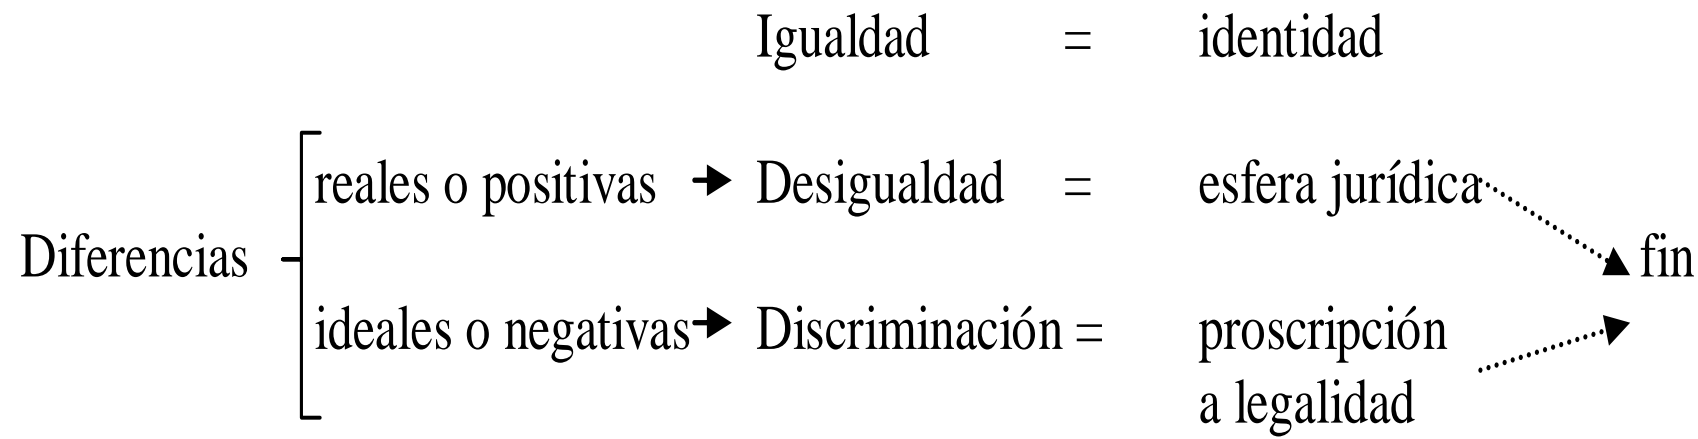 Igualdad = identidad
reales o positivas Desigualdad = esfera jurídica
Diferencias fin
ideales o negativas Discriminación = proscripción
a legalidad